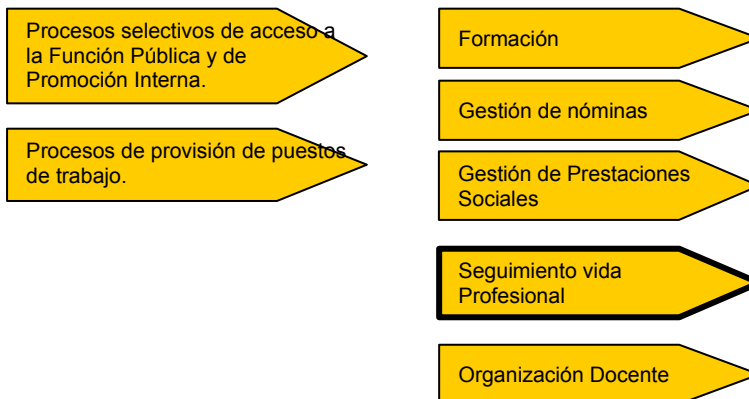 Procesos selectivos de acceso a
la Función Pública y de
Promoción Interna.
Procesos de provisión de puestos
de trabajo.
Formación
Gestión de nóminas
Gestión de Prestaciones
Sociales
Seguimiento vida
Profesional
Organización Docente